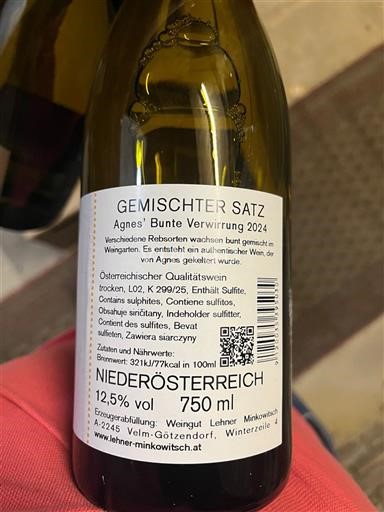 GEMISCHTER SATZ
Agnes' Bunte Verwirrung 2024
Verschiedene Rebsorten wachsen bunt gemischt im
Weingarten. Es entsteht ein authentischer Wein, der
von Agnes gekeltert wurde.
Österreichischer Qualitätswein
trocken, L02, K 299/25, Enthält Sulfite,
Contains sulphites, Contiene sulfitos,
Obsahuje siričitany, Indeholder sulfitter,
Contient des sulfites, Bevat
sulfieten, Zawiera siarczyny
Zutaten und Nährwerte:
Brennwert: 321kJ/77kcal in 100ml
NIEDERÖSTERREICH
12,5% vol 750 ml
Erzeugerabfüllung: Weingut Lehner Minkowitsch
A-2245 Velm-Götzendorf, Winterzeile 4
www.lehner-minkowitsch.at